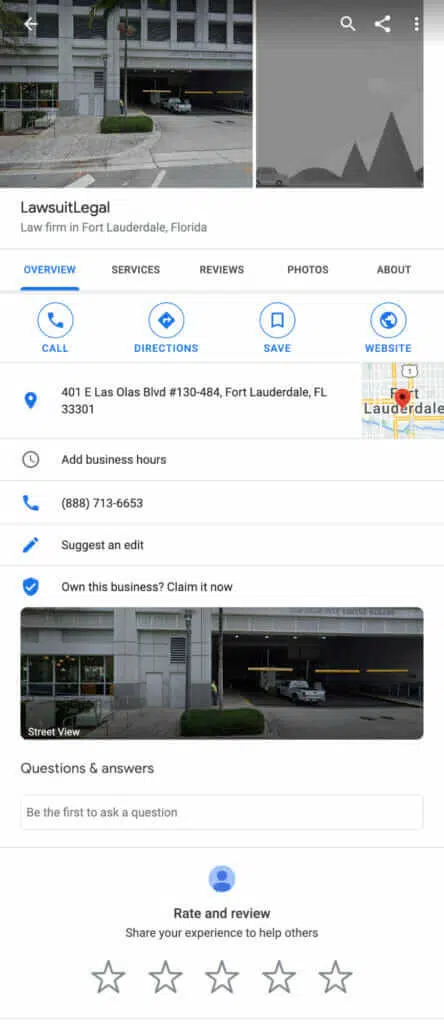 LawsuitLegal
Law firm in Fort Lauderdale, Florida
OVERVIEW
SERVICES
REVIEWS
PHOTOS
ABOUT
CALL
DIRECTIONS
SAVE
WEBSITE
401 E Las Olas Blvd #130-484, Fort Lauderdale, FL
33301
1
Fort
Lauderdale
Add business hours
(888) 713-6653
Suggest an edit
Own this business? Claim it now
Street View
Questions & answers
Be the first to ask a question
Rate and review
Share your experience to help others